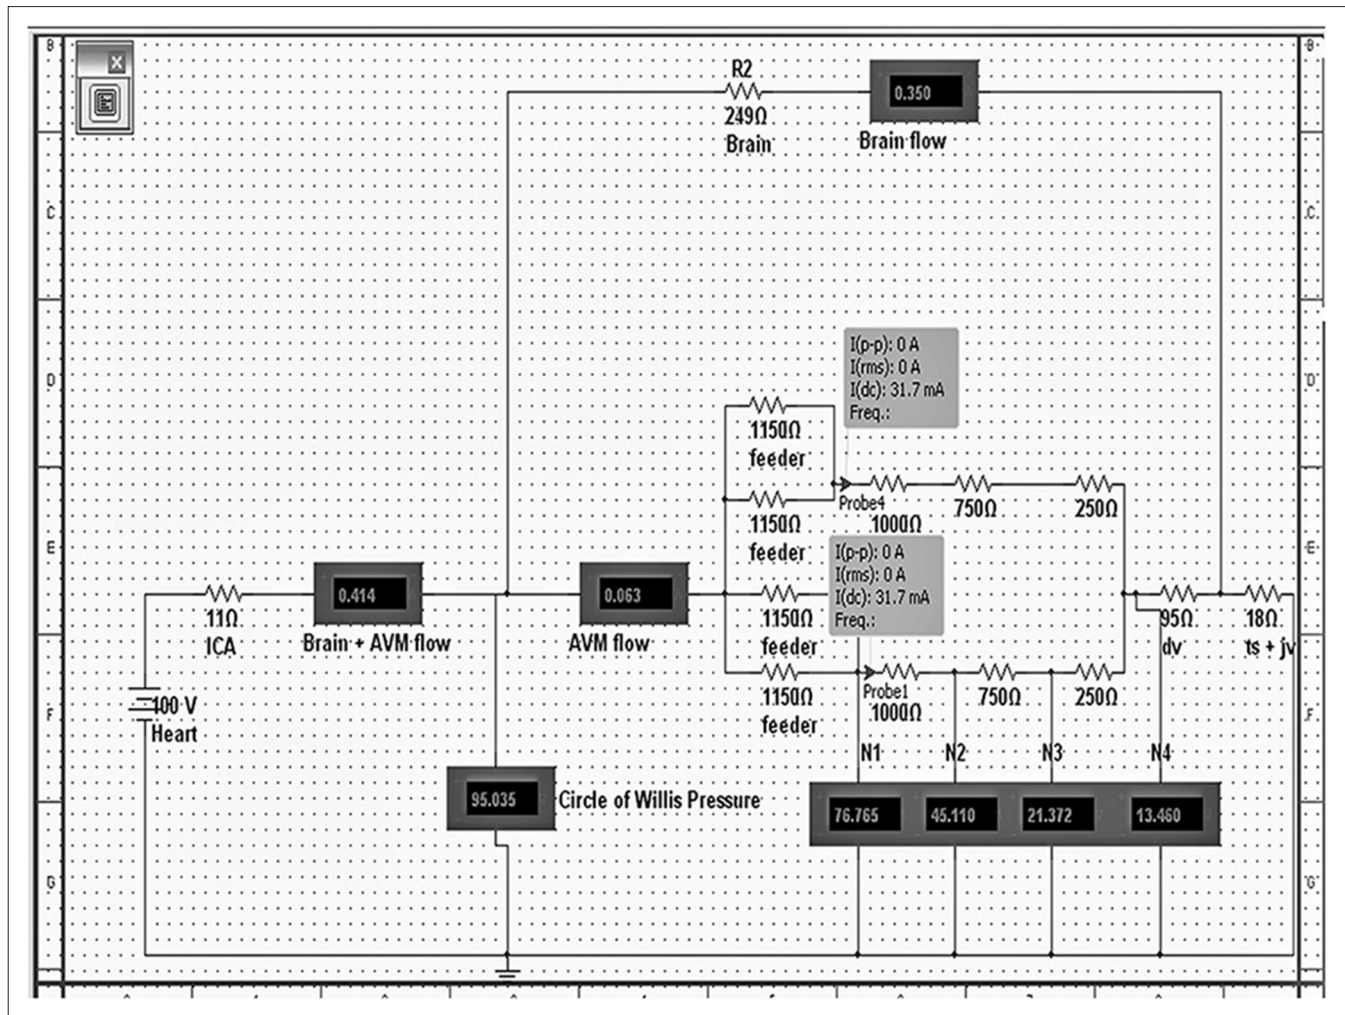 B
B
R2
249Ω
Brain
0.350
Brain flow
C
C
D
D
I(p-p): 0 A
I(rms): 0 A
I(dc): 31.7 mA
Freq.:
1150Ω
feeder
Probe4
1000Ω
750Ω
250Ω
1150Ω
feeder
E
E
I(p-p): 0 A
I(rms): 0 A
I(dc): 31.7 mA
Freq.:
11Ω
ICA
0.414
Brain + AVM flow
0.063
AVM flow
1150Ω
feeder
95Ω
dv
18Ω
ts + jv
1150Ω
feeder
Probe1
1000Ω
750Ω
250Ω
F
F
100 V
Heart
N1
N2
N3
N4
95.035
Circle of Willis Pressure
76.765
45.110
21.372
13.460
G
G